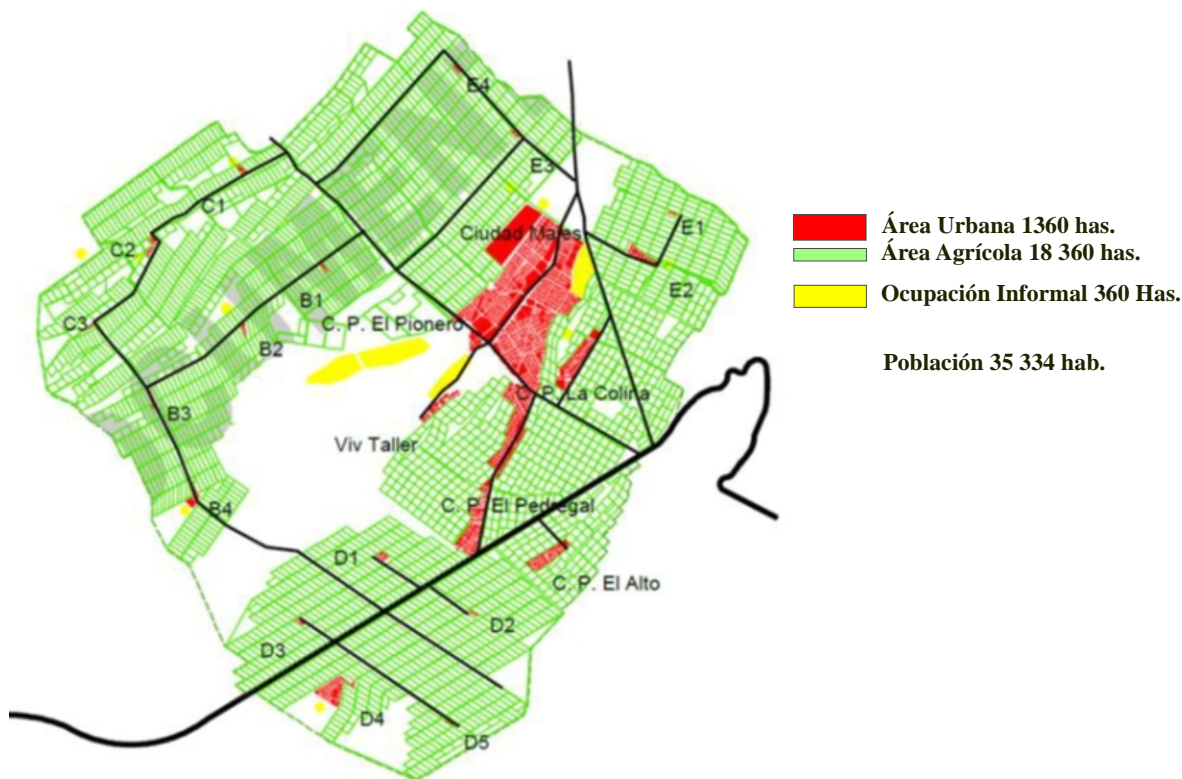 E4
E3
C1
E1
Ciudad Majes
C2
E2
B1
C3
C. P. El Pionero
B2
C. P. La Colina
B3
Viv Taller
B4
C. P. El Pedregal
D1
C. P. El Alto
D2
D3
D4
D5
Área Urbana 1360 has.
Área Agrícola 18 360 has.
Ocupación Informal 360 Has.
Población 35 334 hab.